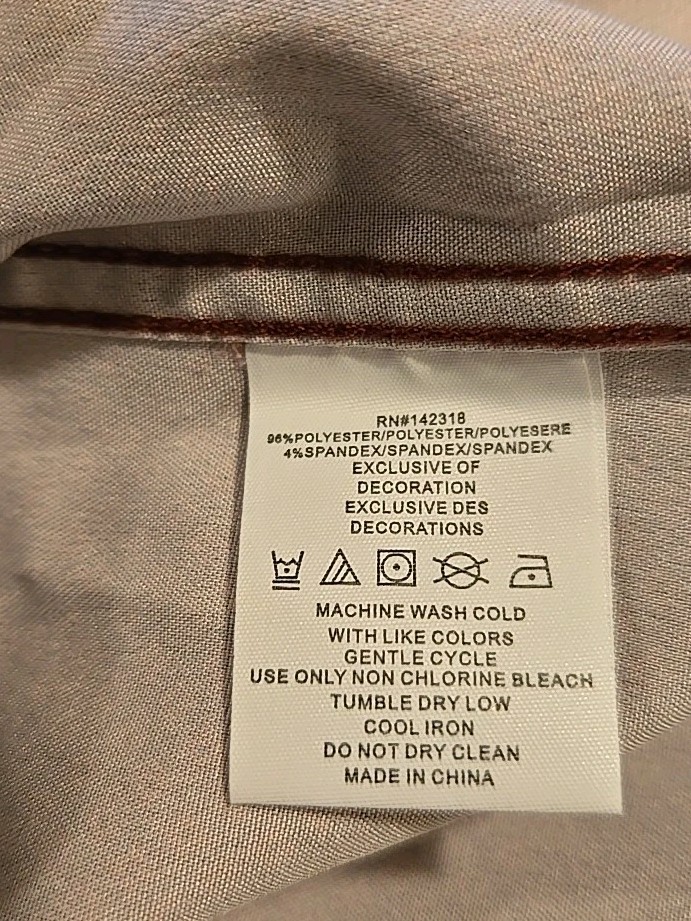 RN#142318
96%POLYESTER/POLYESTER/POLYESERE
4%SPANDEX/SPANDEX/SPANDEX
EXCLUSIVE OF
DECORATION
EXCLUSIVE DES
DECORATIONS
MACHINE WASH COLD
WITH LIKE COLORS
GENTLE CYCLE
USE ONLY NON CHLORINE BLEACH
TUMBLE DRY LOW
COOL IRON
DO NOT DRY CLEAN
MADE IN CHINA